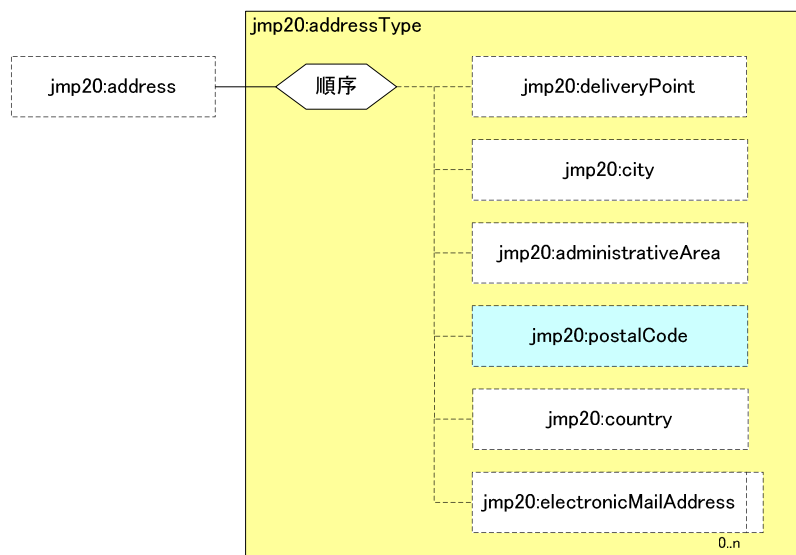 jmp20:addressType
jmp20:address
順序
jmp20:deliveryPoint
jmp20:city
jmp20:administrativeArea
jmp20:postalCode
jmp20:country
jmp20:electronicMailAddress
0..n